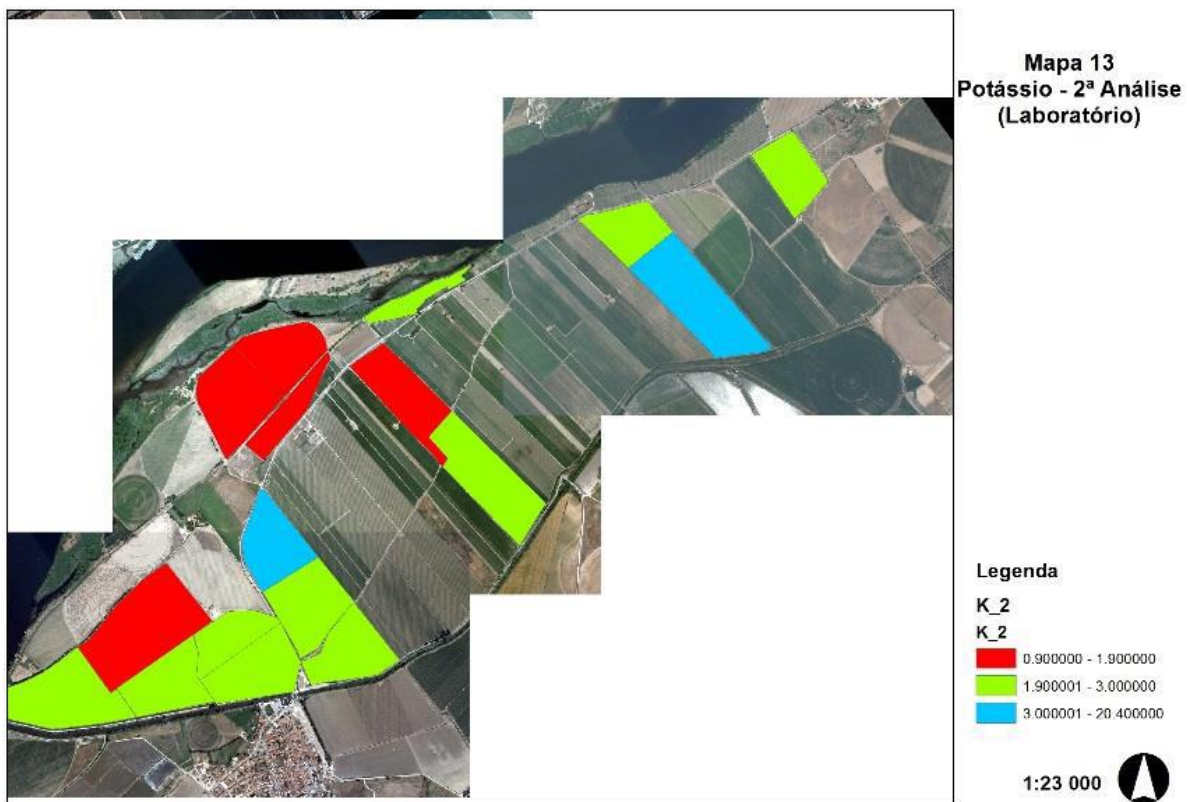 Mapa 13
Potássio - 2ª Análise
(Laboratório)
Legenda
K_2
K_2
0.900000 - 1.900000
1.900001 - 3.000000
3.000001 - 20.400000
1:23 000